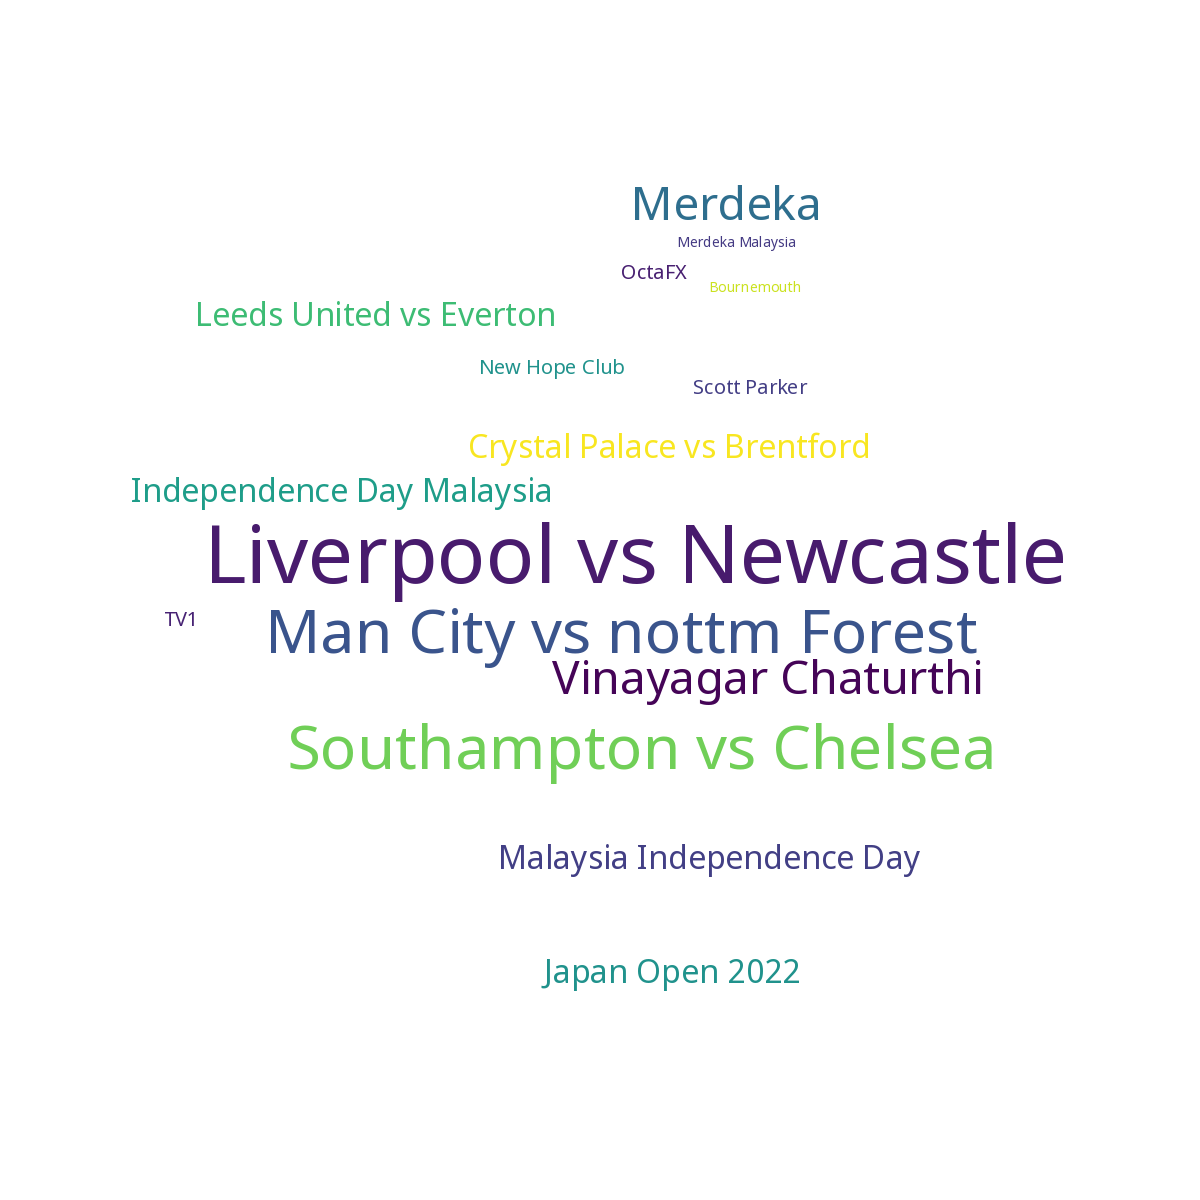 Merdeka
Merdeka Malaysia
OctaFX
Bournemouth
Leeds United vs Everton
New Hope Club
Scott Parker
Crystal Palace vs Brentford
Independence Day Malaysia
Liverpool vs Newcastle
TV1
Man City vs nottm Forest
Vinayagar Chaturthi
Southampton vs Chelsea
Malaysia Independence Day
Japan Open 2022